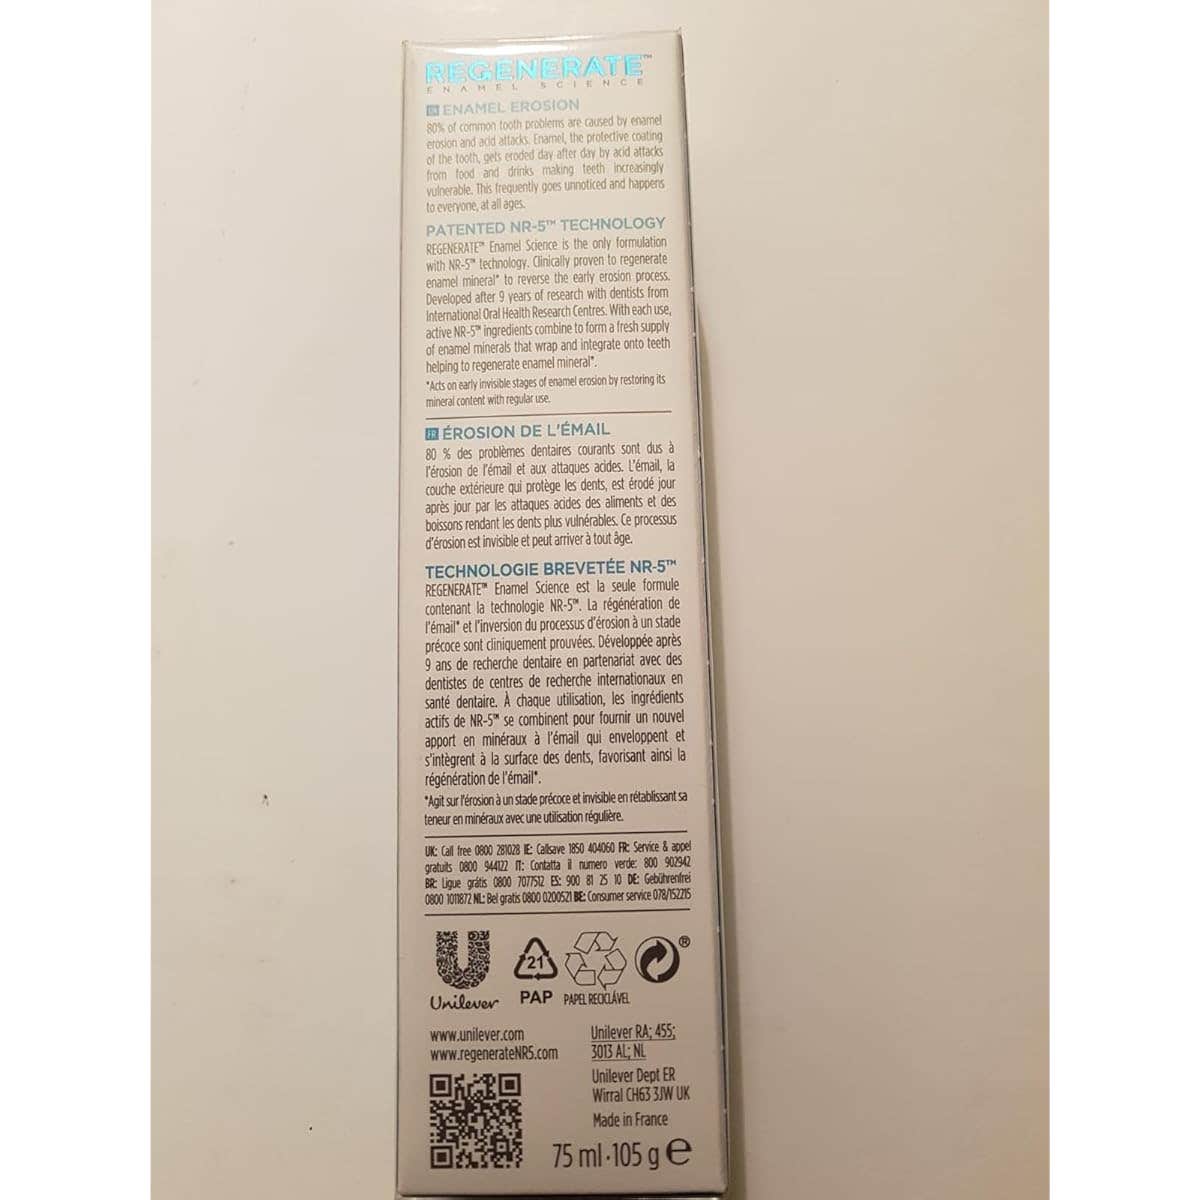 REGENERATE™
ENAMEL SCIENCE
ENAMEL EROSION
80% of common tooth problems are caused by enamel
erosion and acid attacks. Enamel, the protective coating
of the tooth, gets eroded day after day by acid attacks
from food and drinks making teeth increasingly
vulnerable. This frequently goes unnoticed and happens
to everyone, at all ages.
PATENTED NR-5™ TECHNOLOGY
REGENERATE™ Enamel Science is the only formulation
with NR-5™ technology. Clinically proven to regenerate
enamel mineral* to reverse the early erosion process.
Developed after 9 years of research with dentists from
International Oral Health Research Centres. With each use,
active NR-5™ ingredients combine to form a fresh supply
of enamel minerals that wrap and integrate onto teeth
helping to regenerate enamel mineral*.
*Acts on early invisible stages of enamel erosion by restoring its
mineral content with regular use.
FR ÉROSION DE L'ÉMAIL
80 % des problèmes dentaires courants sont dus à
l'érosion de l'émail et aux attaques acides. L'émail, la
couche extérieure qui protège les dents, est érodé jour
après jour par les attaques acides des aliments et des
boissons rendant les dents plus vulnérables. Ce processus
d'érosion est invisible et peut arriver à tout âge.
TECHNOLOGIE BREVETÉE NR-5™
REGENERATE™ Enamel Science est la seule formule
contenant la technologie NR-5™. La régénération de
l'émail* et l'inversion du processus d'érosion à un stade
précoce sont cliniquement prouvées. Développée après
9 ans de recherche dentaire en partenariat avec des
dentistes de centres de recherche internationaux en
santé dentaire. À chaque utilisation, les ingrédients
actifs de NR-5™ se combinent pour fournir un nouvel
apport en minéraux à l'émail qui enveloppent et
s'intègrent à la surface des dents, favorisant ainsi la
régénération de l'émail*.
*Agit sur l'érosion à un stade précoce et invisible en rétablissant sa
teneur en minéraux avec une utilisation régulière.
UK: Call free 0800 281028 IE: Callsave 1850 404060 FR: Service & appel
gratuits 0800 944122 IT: Contatta il numero verde: 800 902942
BR: Ligue grátis 0800 7077512 ES: 900 81 25 10 DE: Gebührenfrei
0800 1011872 NL: Bel gratis 0800 0200521 BE: Consumer service 078/152215
Unilever
21
PAP
PAPEL RECICLÁVEL
®
www.unilever.com
www.regenerateNR5.com
Unilever RA; 455;
3013 AL; NL
Unilever Dept ER
Wirral CH63 3JW UK
Made in France
75 ml·105 g e